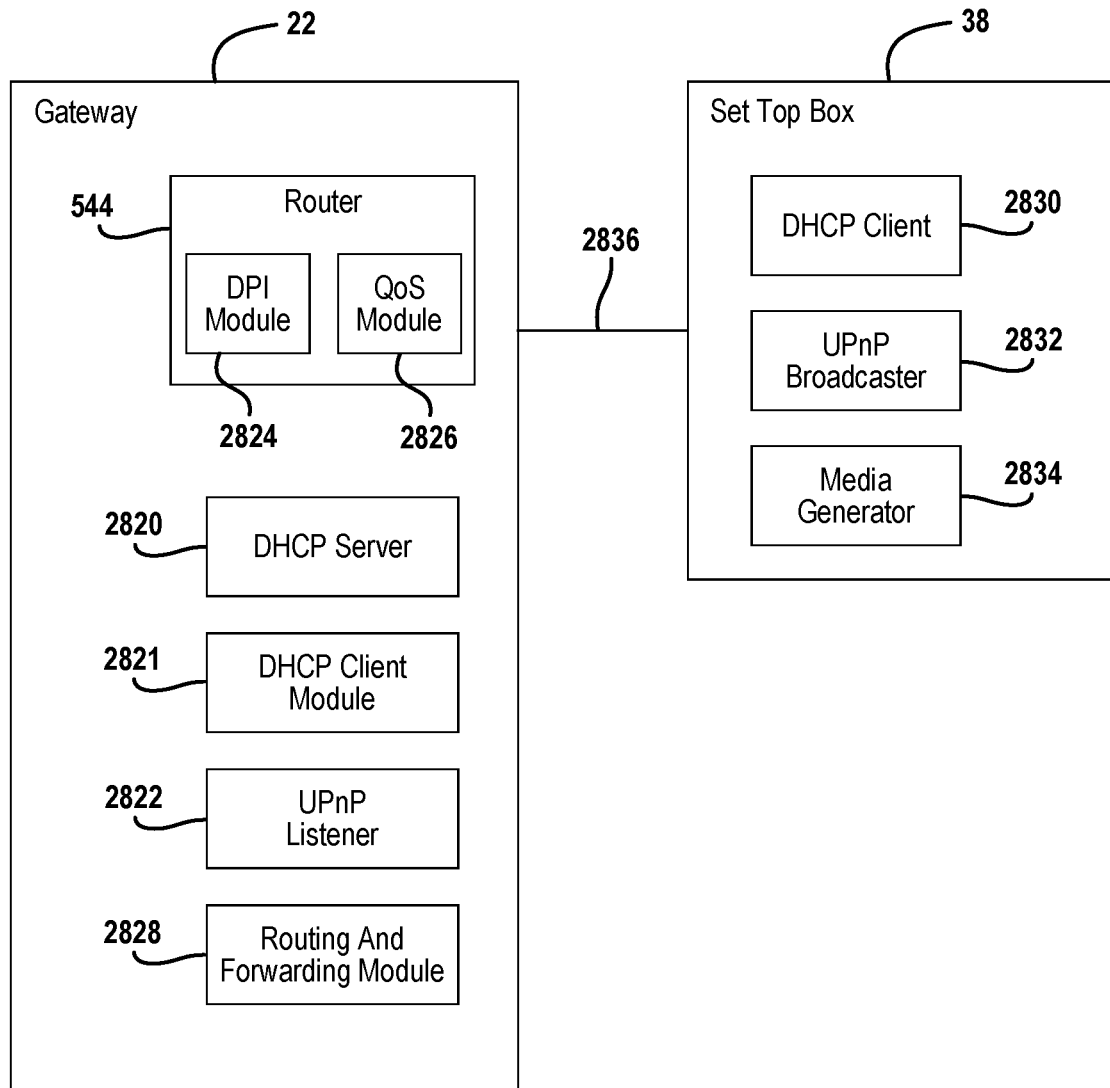 22
38
Gateway
Set Top Box
544
Router
DPI
Module
QoS
Module
2824
2826
2836
DHCP Client
2830
UPnP
Broadcaster
2832
Media
Generator
2834
2820
DHCP Server
2821
DHCP Client
Module
2822
UPnP
Listener
2828
Routing And
Forwarding Module